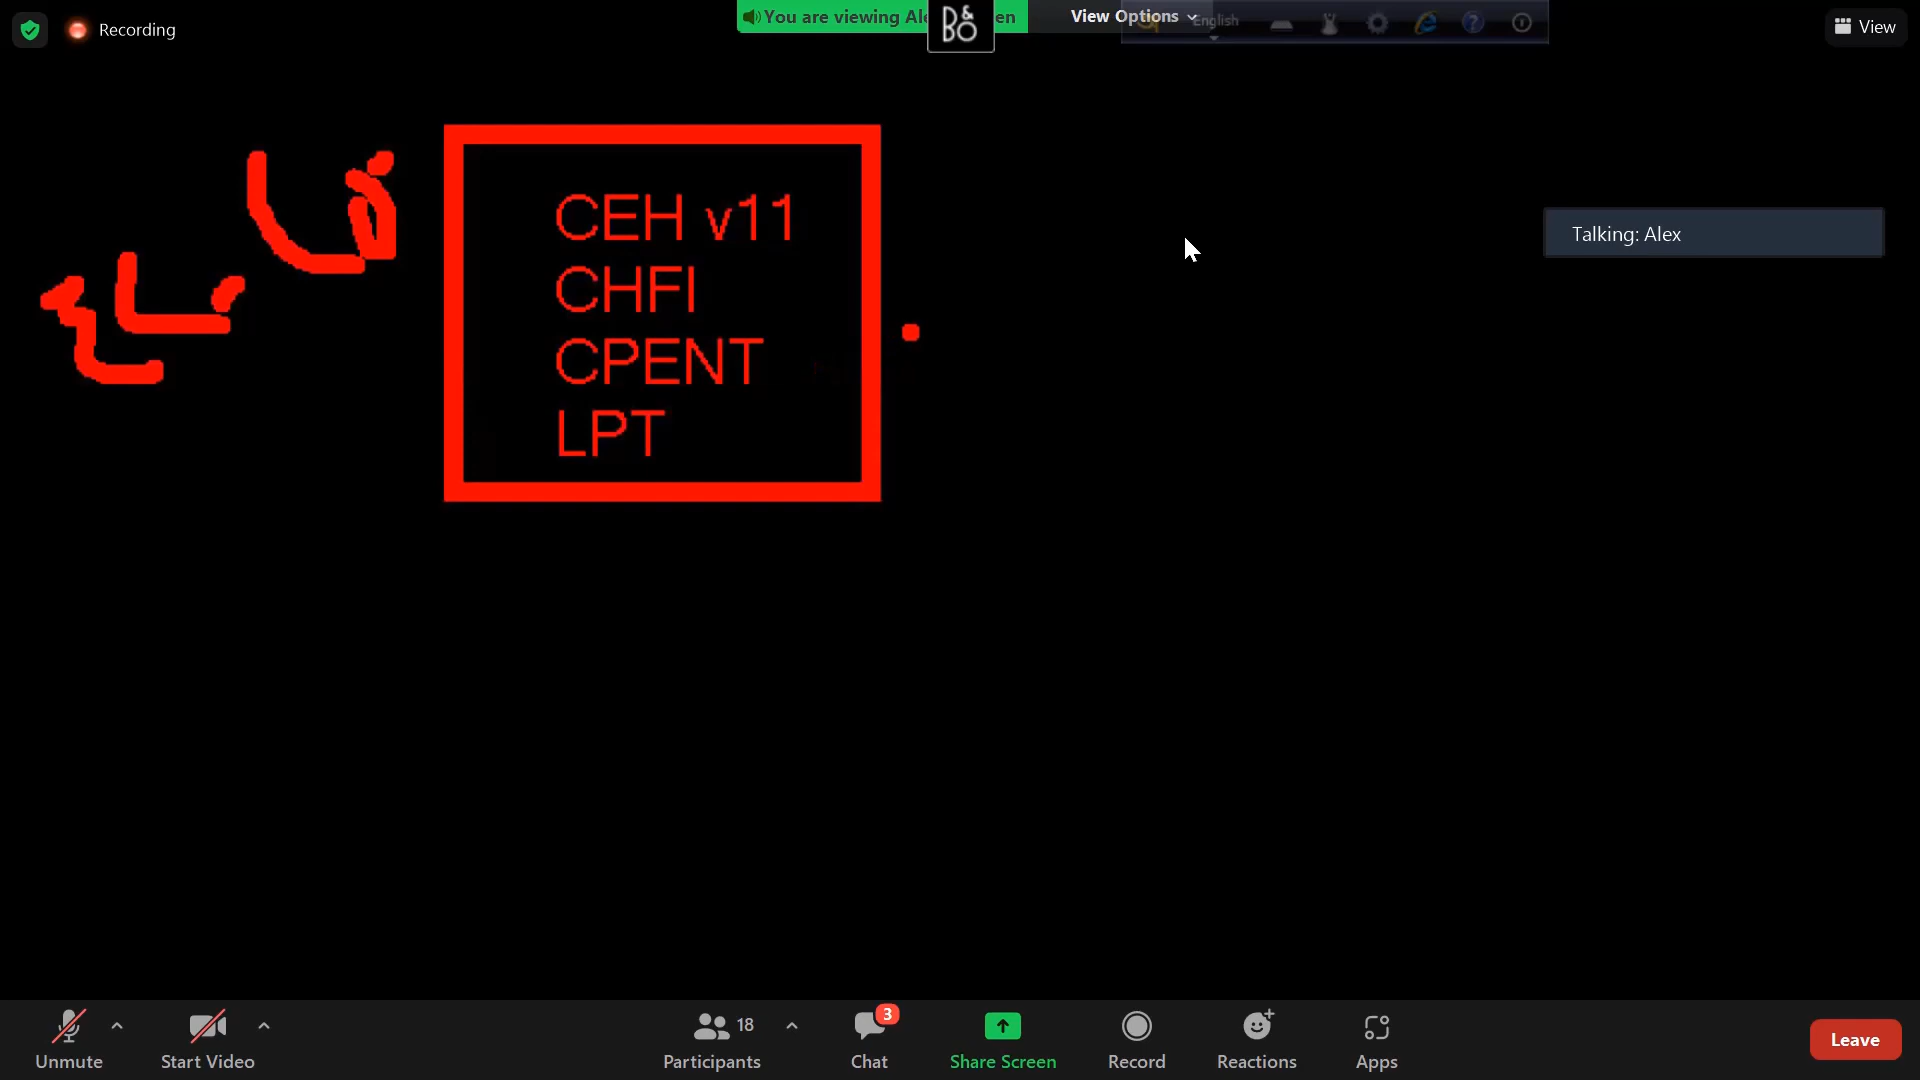 Recording
You are viewing Al en
View Options
English
View
B&O
CEH v11
CHFI
CPENT
LPT
Talking: Alex
18
3
Unmute
Start Video
Participants
Chat
Share Screen
Record
Reactions
Apps
Leave